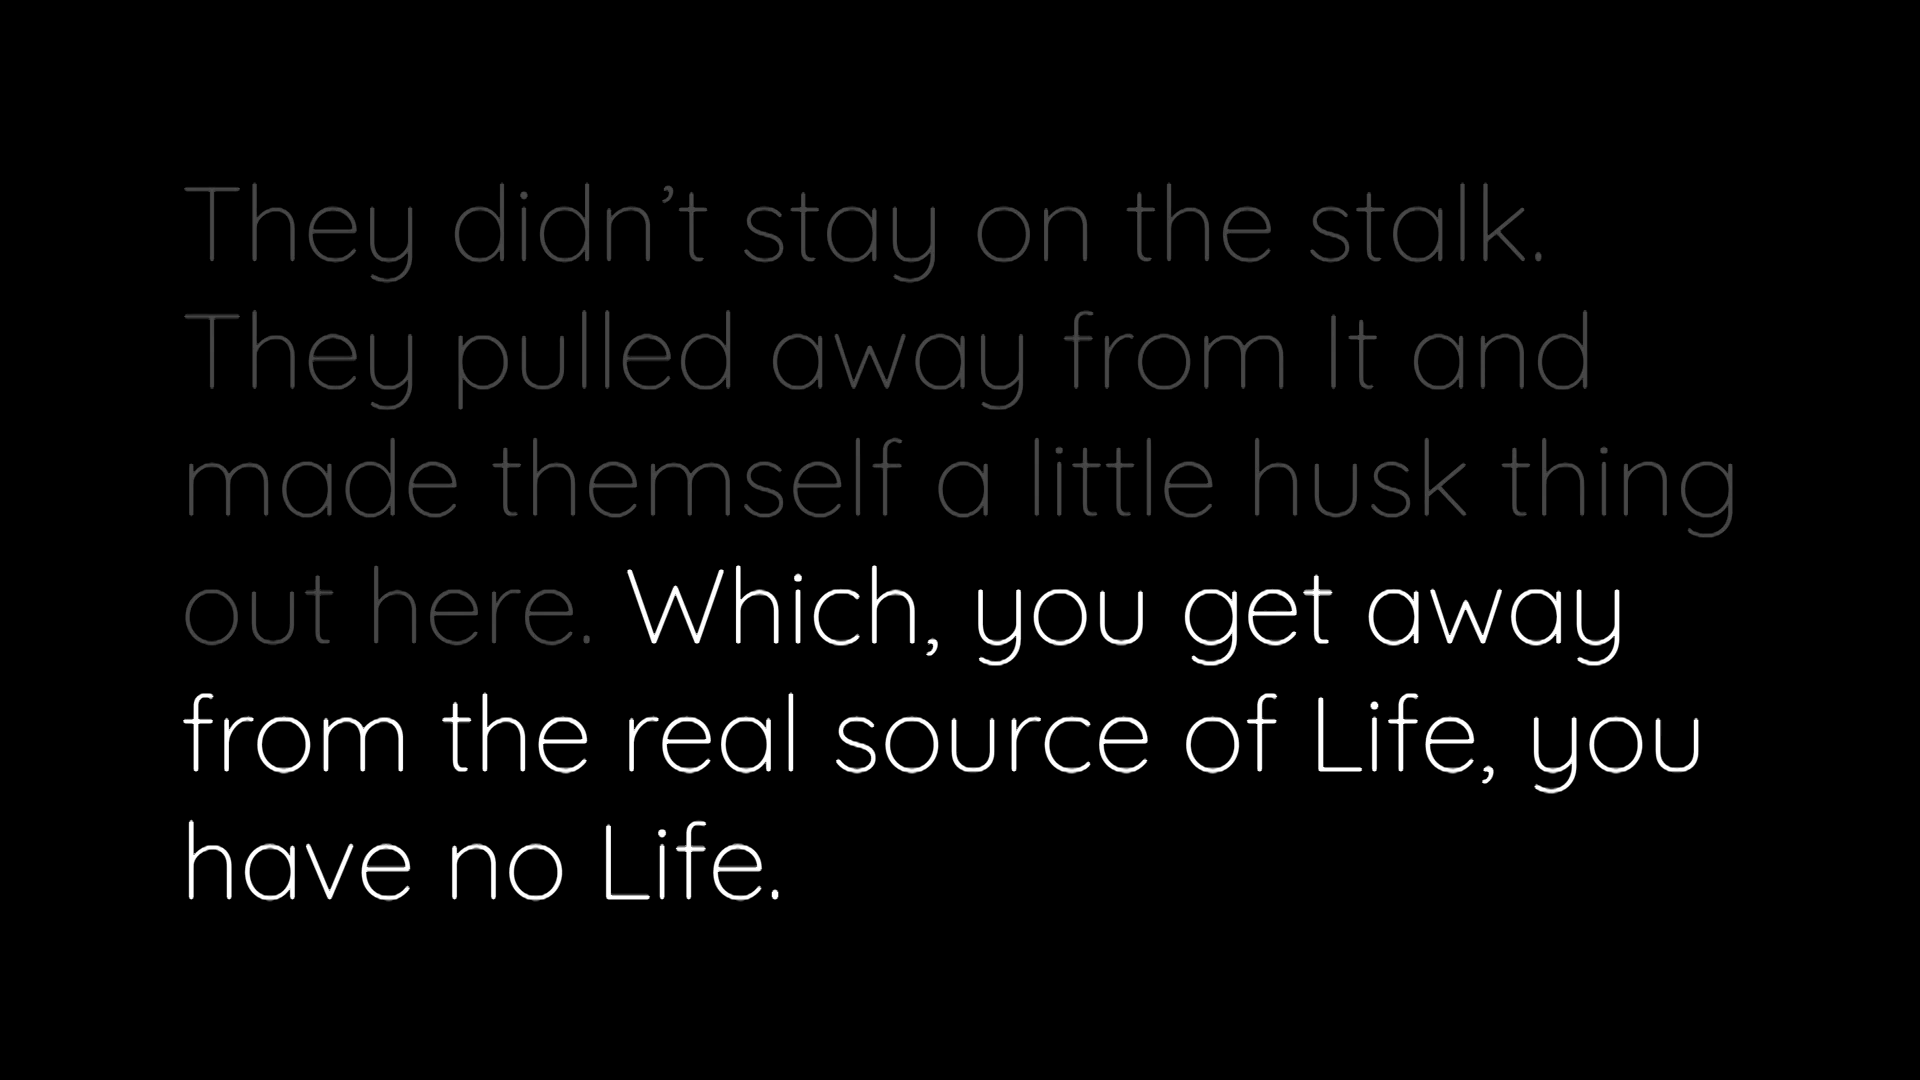 They didn’t stay on the stalk.
They pulled away from It and
made themself a little husk thing
out here. Which, you get away
from the real source of Life, you
have no Life.